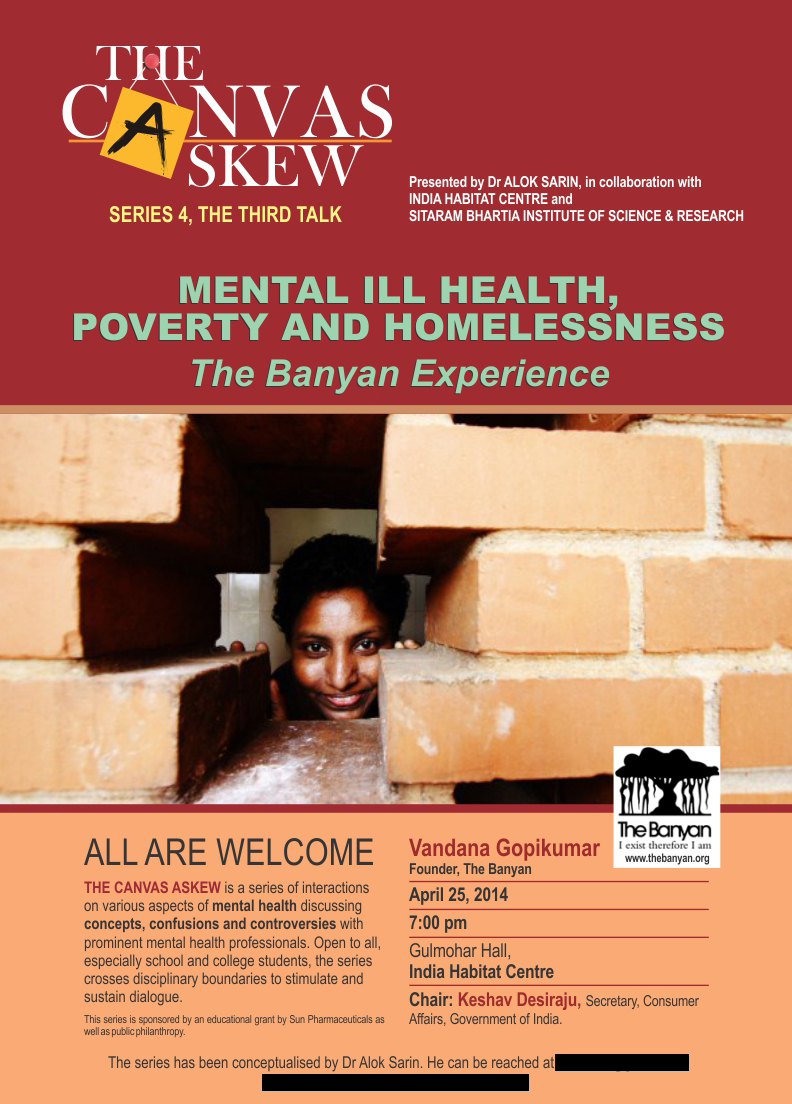 THE
CANVAS
ASKEW
SERIES 4, THE THIRD TALK
Presented by Dr ALOK SARIN, in collaboration with
INDIA HABITAT CENTRE and
SITARAM BHARTIA INSTITUTE OF SCIENCE & RESEARCH
MENTAL ILL HEALTH,
POVERTY AND HOMELESSNESS
The Banyan Experience
The Banyan
I exist therefore I am
www.thebanyan.org
ALL ARE WELCOME
THE CANVAS ASKEW is a series of interactions
on various aspects of mental health discussing
concepts, confusions and controversies with
prominent mental health professionals. Open to all,
especially school and college students, the series
crosses disciplinary boundaries to stimulate and
sustain dialogue.
This series is sponsored by an educational grant by Sun Pharmaceuticals as
well as public philanthropy.
Vandana Gopikumar
Founder, The Banyan
April 25, 2014
7:00 pm
Gulmohar Hall,
India Habitat Centre
Chair: Keshav Desiraju, Secretary, Consumer
Affairs, Government of India.
The series has been conceptualised by Dr Alok Sarin. He can be reached at